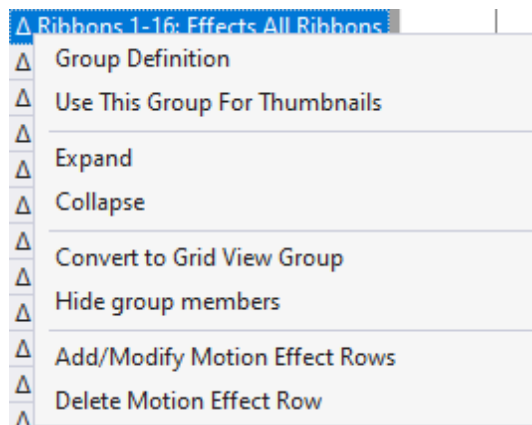 Δ Ribbons 1-16: Effects All Ribbons
Δ Group Definition
Δ Use This Group For Thumbnails
Δ
Δ Expand
Δ Collapse
Δ
Δ Convert to Grid View Group
Δ Hide group members
Δ Add/Modify Motion Effect Rows
Δ Delete Motion Effect Row
Δ